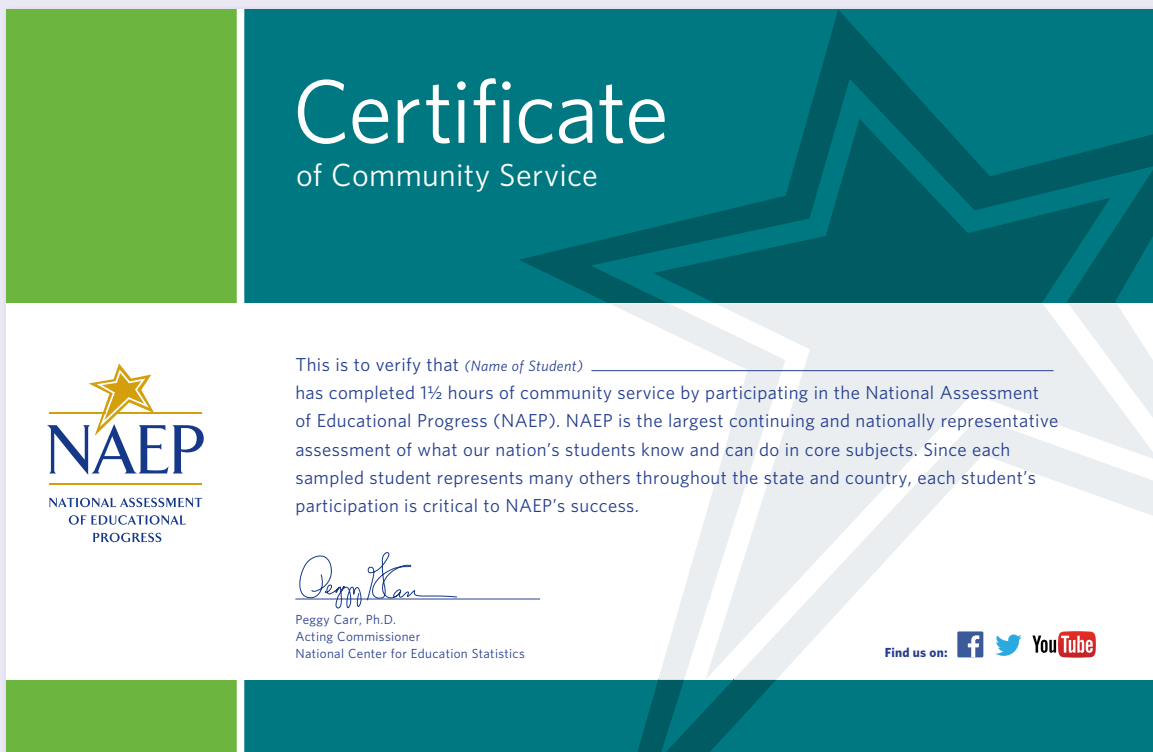 Certificate
of Community Service
NAEP
NATIONAL ASSESSMENT
OF EDUCATIONAL
PROGRESS
This is to verify that (Name of Student)
has completed 1½ hours of community service by participating in the National Assessment
of Educational Progress (NAEP). NAEP is the largest continuing and nationally representative
assessment of what our nation’s students know and can do in core subjects. Since each
sampled student represents many others throughout the state and country, each student’s
participation is critical to NAEP’s success.
Peggy Carr
Peggy Carr, Ph.D.
Acting Commissioner
National Center for Education Statistics
Find us on: f YouTube